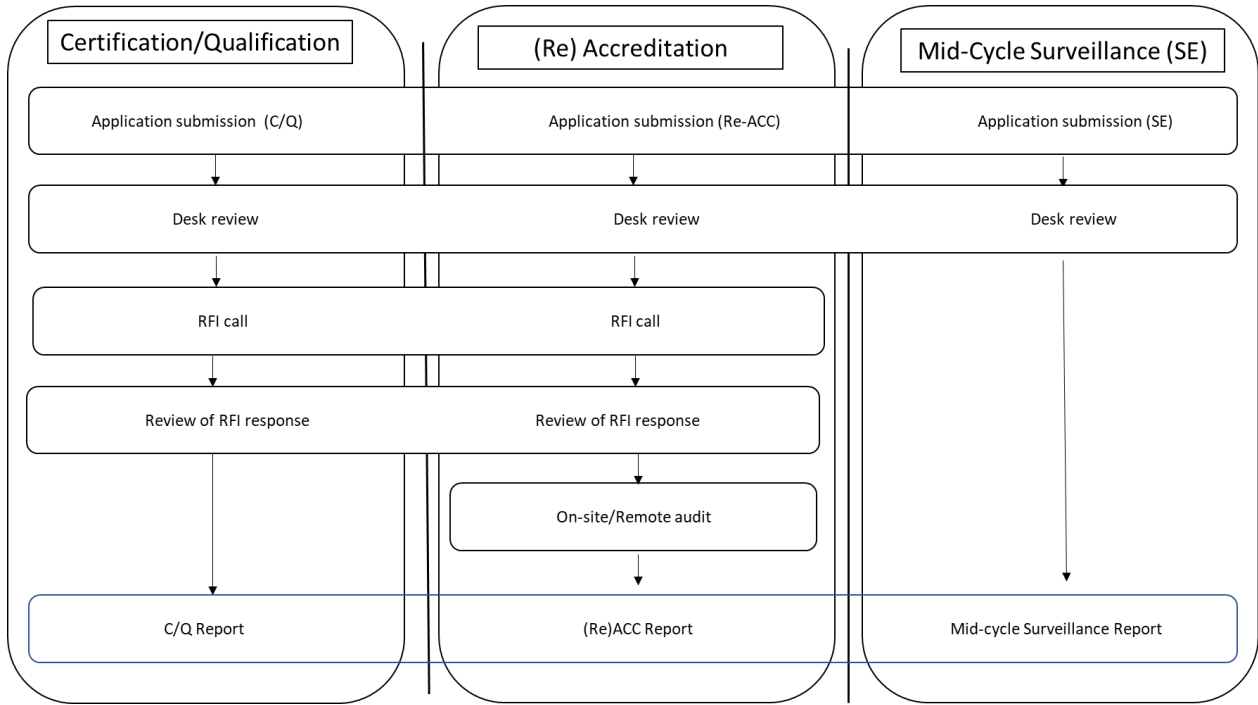 Certification/Qualification
(Re) Accreditation
Mid-Cycle Surveillance (SE)
Application submission (C/Q)
Application submission (Re-ACC)
Application submission (SE)
Desk review
Desk review
Desk review
RFI call
RFI call
Review of RFI response
Review of RFI response
On-site/Remote audit
C/Q Report
(Re)ACC Report
Mid-cycle Surveillance Report